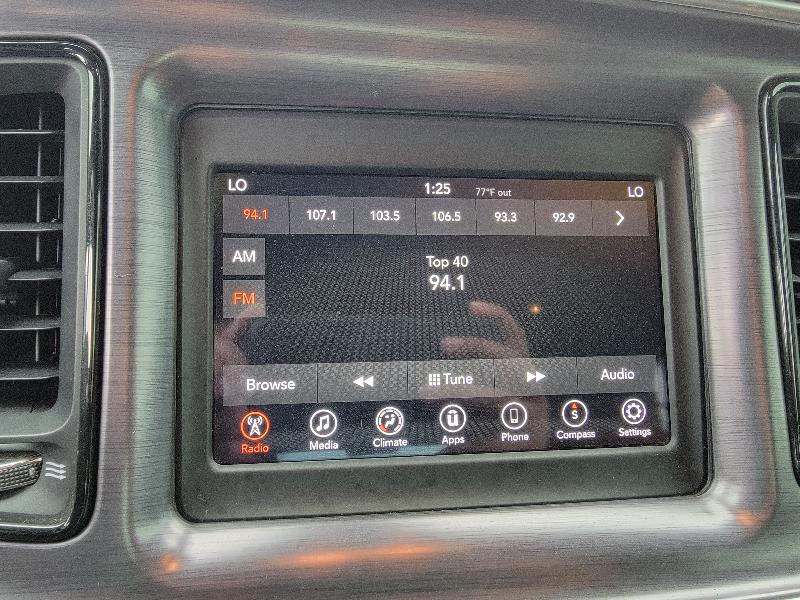 LO 1:25 77°F out LO
94.1 107.1 103.5 106.5 93.3 92.9
AM
Top 40
94.1
FM
Browse Tune Audio
Radio Media Climate Apps Phone S Compass Settings